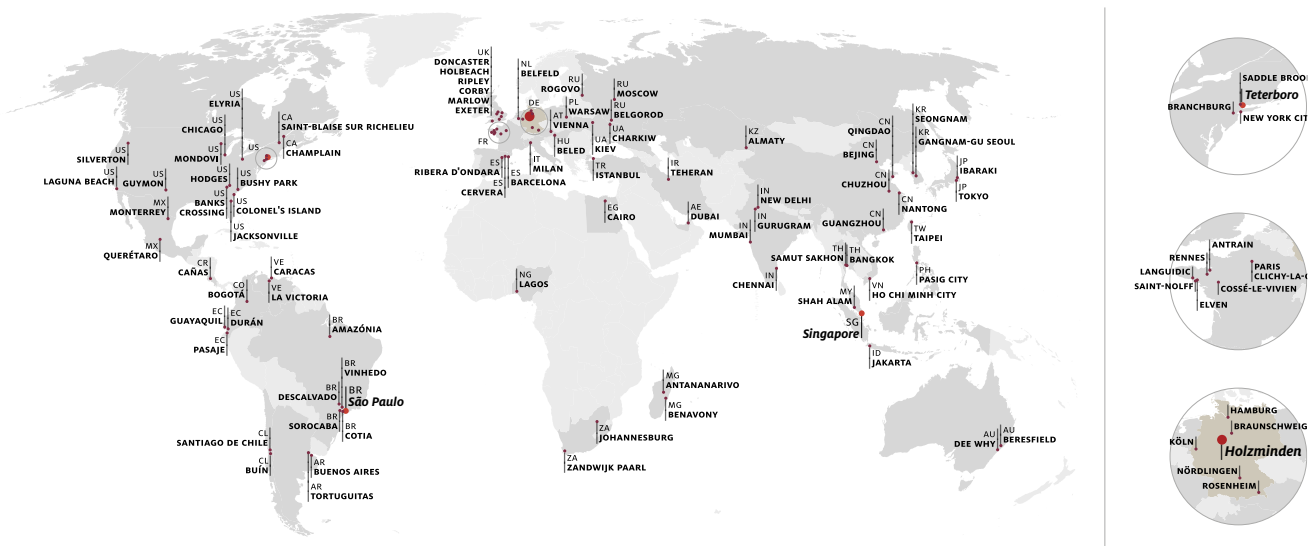 UK
DONCASTER
HOLBEACH
RIPLEY
CORBY
MARLOW
EXETER
NL
BELFELD
RU
ROGOVO
RU
MOSCOW
DE
PL
WARSAW
RU
BELGOROD
AT
VIENNA
UA
CHARKIW
FR
HU
BELED
UA
KIEV
IT
MILAN
TR
ISTANBUL
ES
RIBERA D'ONDARA
ES
BARCELONA
ES
CERVERA
US
ELYRIA
US
CHICAGO
CA
SAINT-BLAISE SUR RICHELIEU
CA
CHAMPLAIN
US
MONDOVI
US
US
SILVERTON
US
LAGUNA BEACH
US
GUYMON
US
HODGES
US
BUSHY PARK
US
BANKS
CROSSING
US
COLONEL'S ISLAND
US
JACKSONVILLE
MX
MONTERREY
MX
QUERÉTARO
CR
CAÑAS
VE
CARACAS
CO
BOGOTÁ
VE
LA VICTORIA
EC
GUAYAQUIL
EC
DURÁN
EC
PASAJE
BR
AMAZÓNIA
BR
VINHEDO
BR
DESCALVADO
BR
São Paulo
BR
SOROCABA
BR
COTIA
CL
SANTIAGO DE CHILE
CL
BUÍN
AR
BUENOS AIRES
AR
TORTUGUITAS
EG
CAIRO
NG
LAGOS
MG
ANTANANARIVO
MG
BENAVONY
ZA
JOHANNESBURG
ZA
ZANDWIJK PAARL
IR
TEHERAN
AE
DUBAI
KZ
ALMATY
IN
NEW DELHI
IN
GURUGRAM
IN
MUMBAI
IN
CHENNAI
KR
SEONGNAM
CN
QINGDAO
KR
GANGNAM-GU SEOUL
CN
BEJING
JP
IBARAKI
CN
CHUZHOU
JP
TOKYO
CN
NANTONG
CN
GUANGZHOU
TW
TAIPEI
TH
SAMUT SAKHON
TH
BANGKOK
PH
PASIG CITY
VN
HO CHI MINH CITY
MY
SHAH ALAM
SG
Singapore
ID
JAKARTA
AU
DEE WHY
AU
BERESFIELD
SADDLE BROO
Teterboro
BRANCHBURG
NEW YORK CIT
ANTRAIN
RENNES
PARIS
LANGUIDIC
CLICHY-LA-G
SAINT-NOLFF
COSSÉ-LE-VIVIEN
ELVEN
HAMBURG
BRAUNSCHWEIG
KÖLN
Holzminden
NÖRDLINGEN
ROSENHEIM